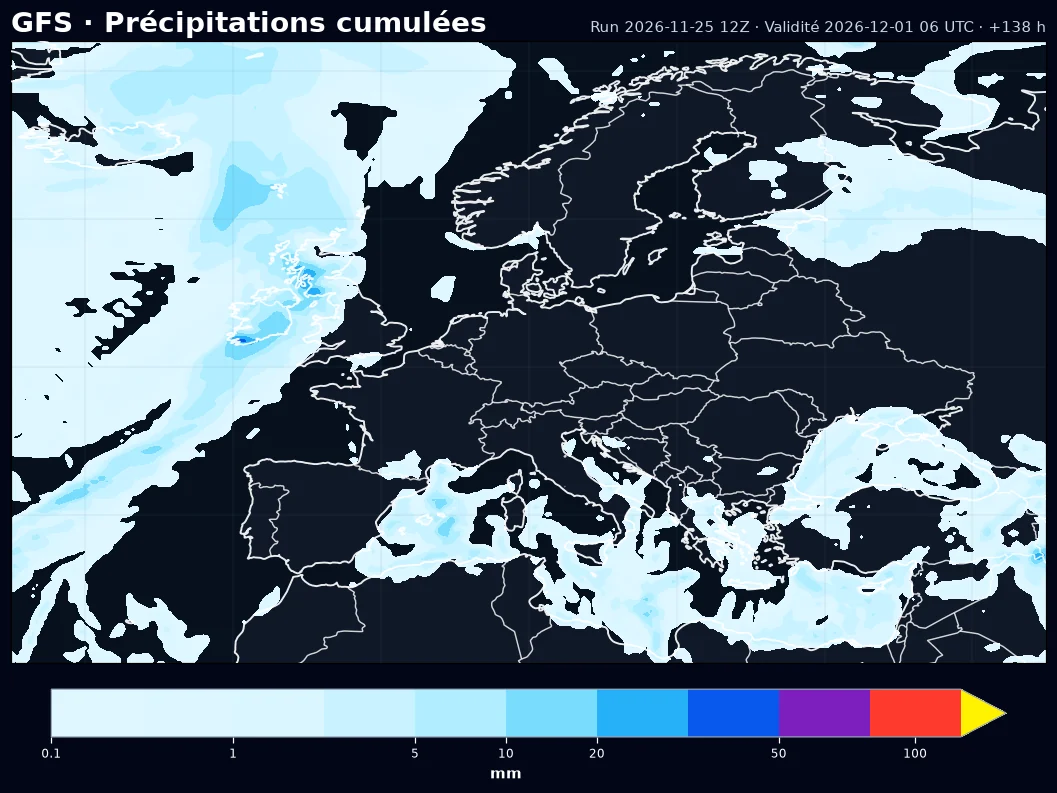 GFS · Précipitations cumulées
Run 2026-11-25 12Z · Validité 2026-12-01 06 UTC · +138 h
0.1 1 5 10 20 50 100
mm